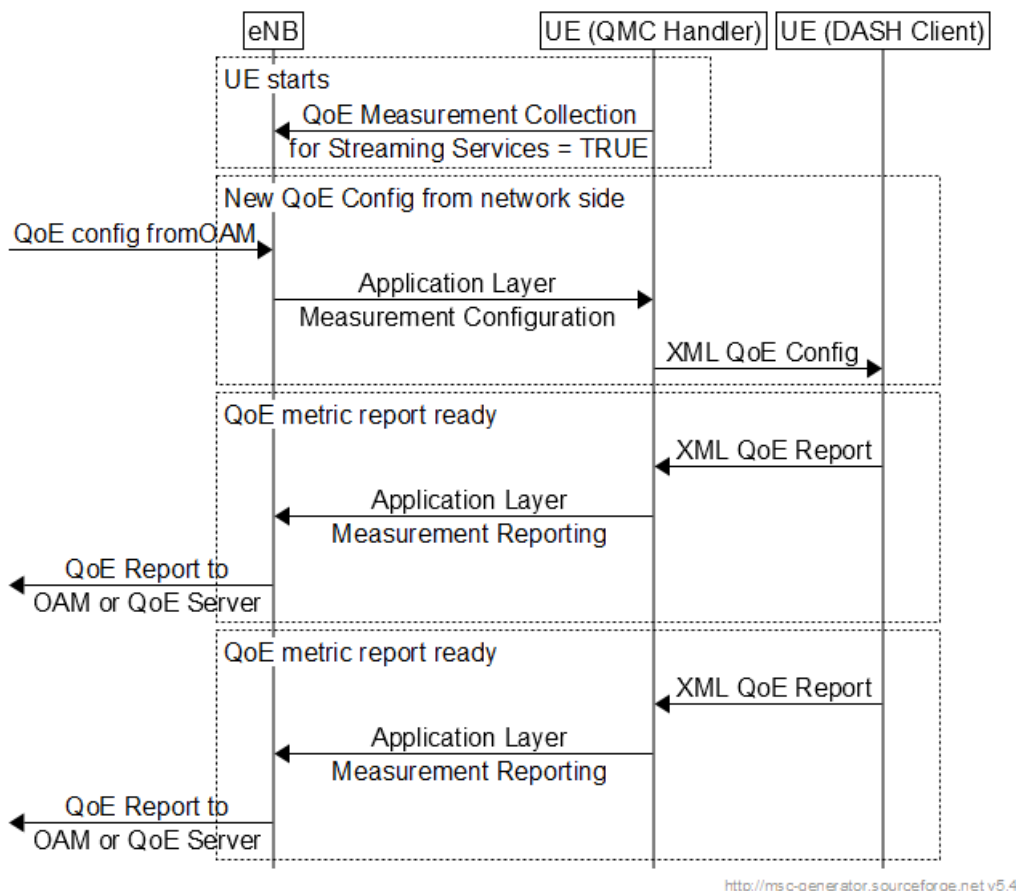 eNB
UE (QMC Handler)
UE (DASH Client)
UE starts
QoE Measurement Collection
for Streaming Services = TRUE
New QoE Config from network side
QoE config fromOAM
Application Layer
Measurement Configuration
XML QoE Config
QoE metric report ready
XML QoE Report
Application Layer
Measurement Reporting
QoE Report to
OAM or QoE Server
QoE metric report ready
XML QoE Report
Application Layer
Measurement Reporting
QoE Report to
OAM or QoE Server
http://msc-generator.sourceforge.net v5.4